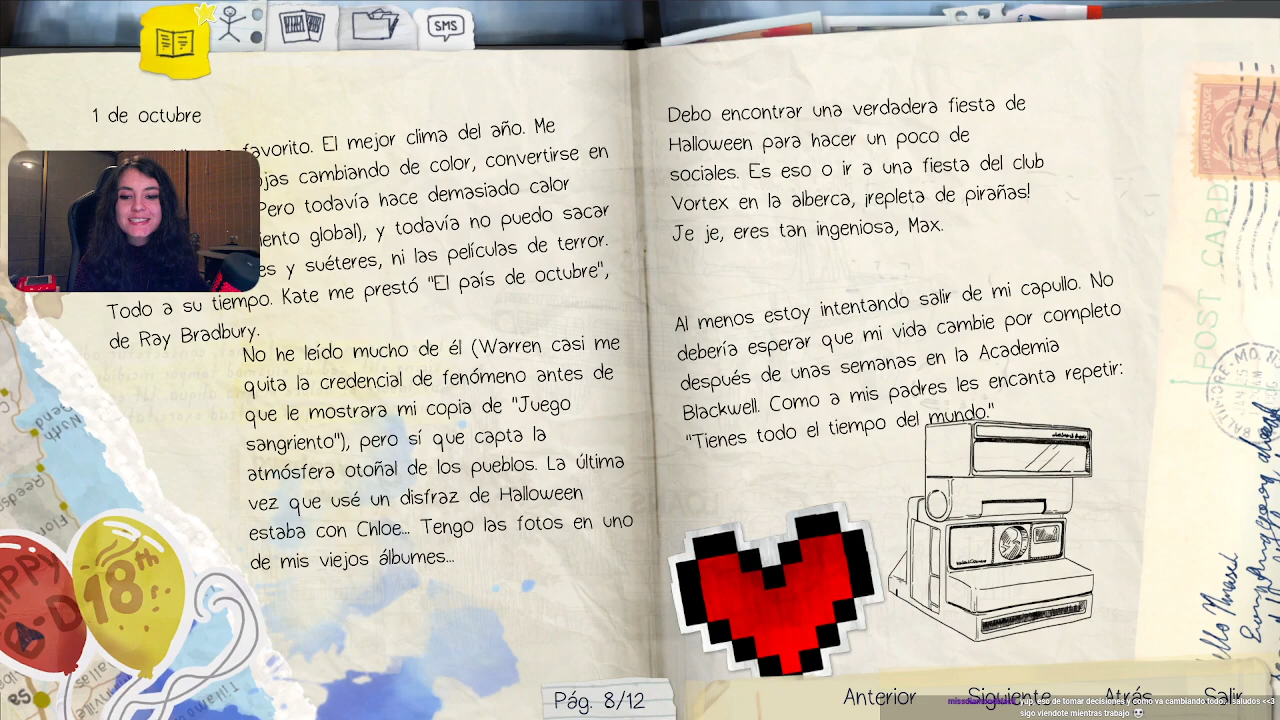 SMS
1 de octubre
favorito. El mejor clima del año. Me
cambiando de color, convertirse en
Pero todavía hace demasiado calor
y todavía no puedo sacar
y suéteres, ni las películas de terror.
Todo a su tiempo. Kate me prestó "El país de octubre",
de Ray Bradbury.
No he leído mucho de él (Warren casi me
quita la credencial de fenómeno antes de
que le mostrara mi copia de "Juego
sangriento"), pero sí que capta la
atmósfera otoñal de los pueblos. La última
vez que usé un disfraz de Halloween
estaba con Chloe... Tengo las fotos en uno
de mis viejos álbumes...
Debo encontrar una verdadera fiesta de
Halloween para hacer un poco de
sociales. Es eso o ir a una fiesta del club
Vortex en la alberca, ¡repleta de pirañas!
Je je, eres tan ingeniosa, Max.
Al menos estoy intentando salir de mi capullo. No
debería esperar que mi vida cambie por completo
después de unas semanas en la Academia
Blackwell. Como a mis padres les encanta repetir:
"Tienes todo el tiempo del mundo."
POST CARD
18th
Pág. 8/12
Anterior Siguiente Atrás Salir
yup, eso de tomar decisiones y como va cambiando todo. saludos <3
sigo viendote mientras trabajo